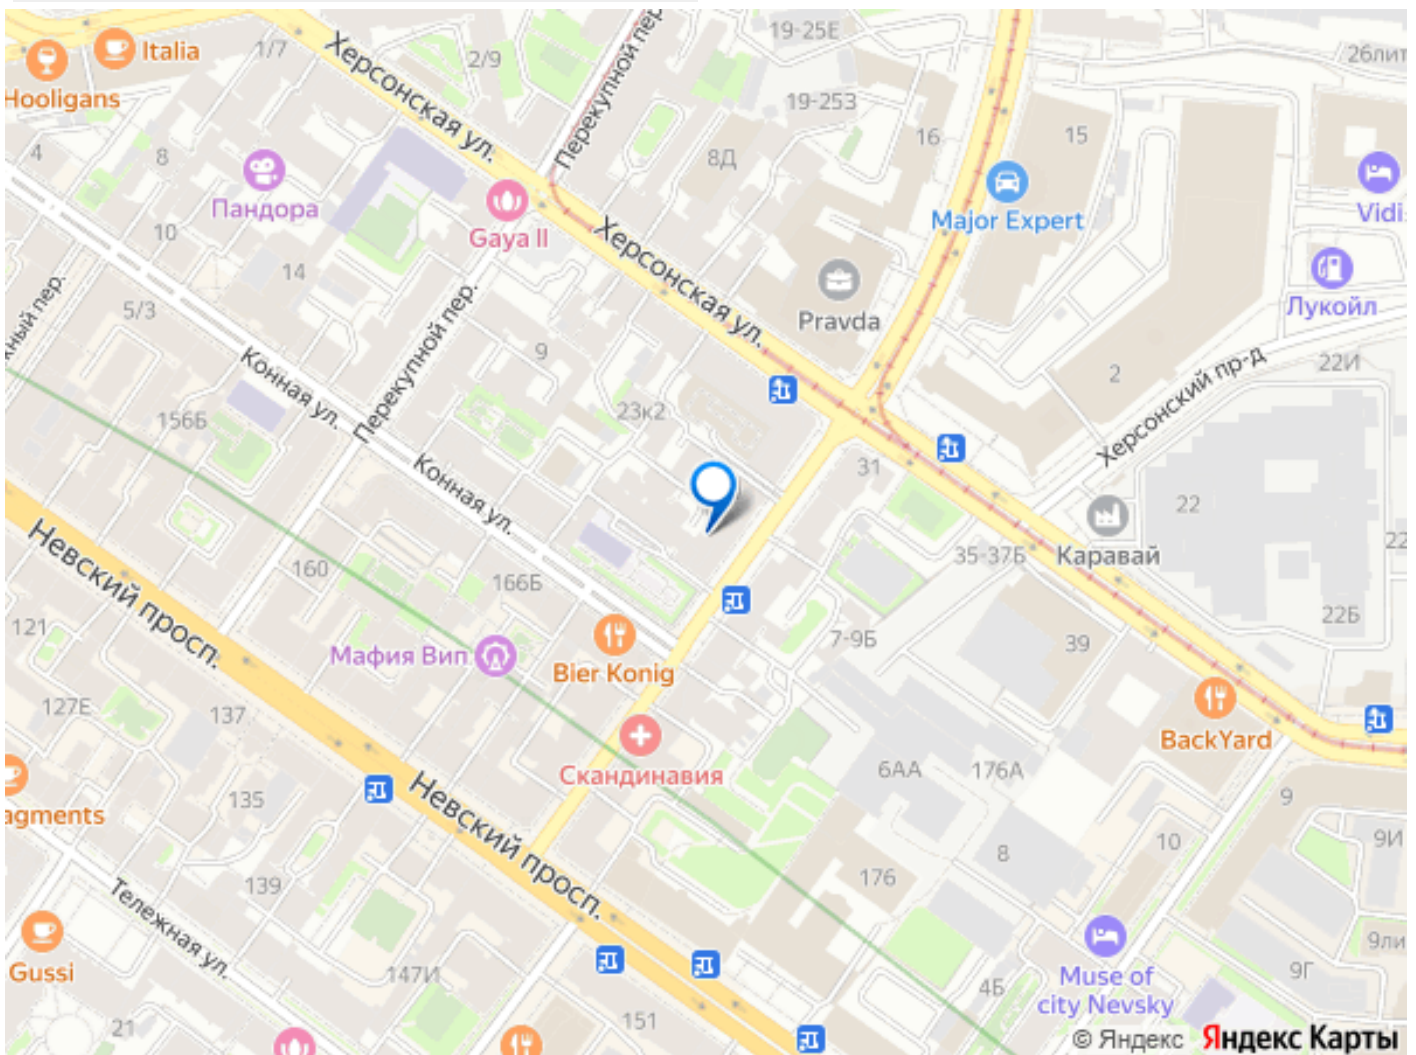 Italia
1/7
Hooligans
Херсонская ул.
2/9
Перекупной пер.
19-25Е
19-25З
26лит
16
15
8Д
4
8
Пандора
Gaya II
Major Expert
Vidi
10
14
Херсонская ул.
Pravda
Лукойл
5/3
жный пер.
Конная ул.
Перекупной пер.
9
23к2
2
Херсонский пр-д
22И
156Б
Конная ул.
31
22
22
Каравай
35-37Б
Невский просп.
160
166Б
121
Мафия Вип
Bier Konig
7-9Б
39
22Б
127Е
137
Скандинавия
BackYard
6АА
176А
agments
135
Невский просп.
9
10
9И
8
139
176
Тележная ул.
Gussi
147И
Muse of
city Nevsky
4Б
9Г
9ли
21
151
© Яндекс Яндекс Карты